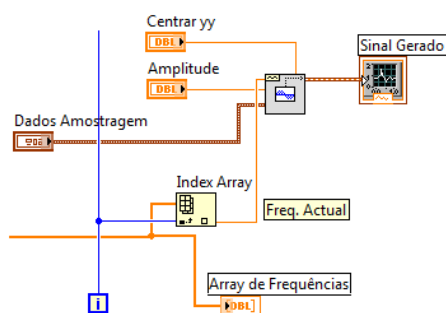 Centrar yy
DBL
Sinal Gerado
Amplitude
DBL
Dados Amostragem
Index Array
Freq. Actual
Array de Frequências
i
DBL